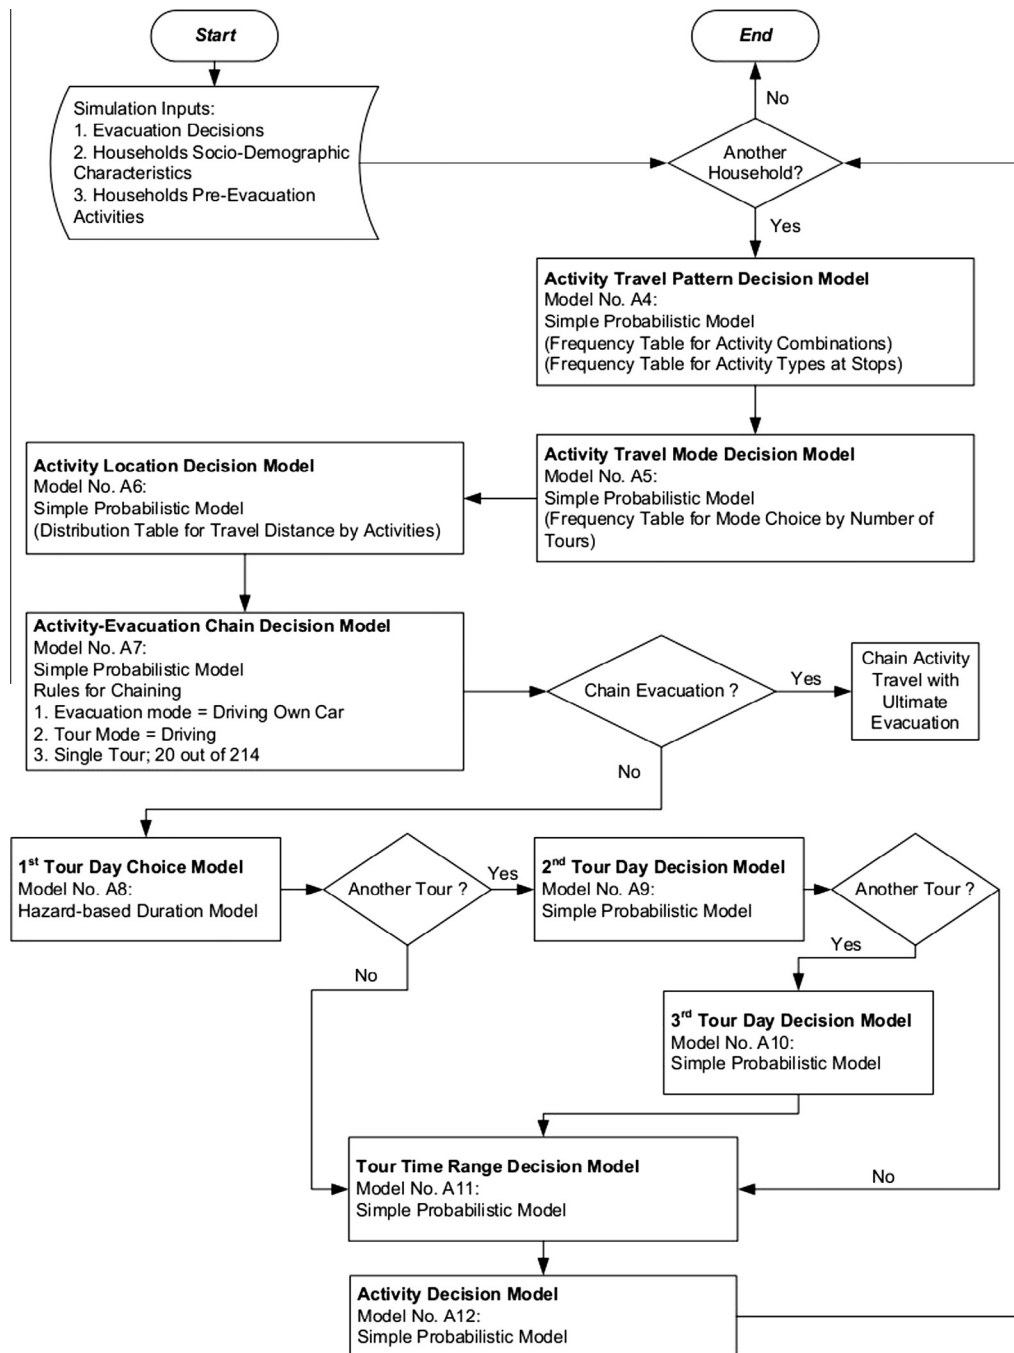 Start
End
Simulation Inputs:
1. Evacuation Decisions
2. Households Socio-Demographic
Characteristics
3. Households Pre-Evacuation
Activities
No
Another
Household?
Yes
Activity Travel Pattern Decision Model
Model No. A4:
Simple Probabilistic Model
(Frequency Table for Activity Combinations)
(Frequency Table for Activity Types at Stops)
Activity Travel Mode Decision Model
Model No. A5:
Simple Probabilistic Model
(Frequency Table for Mode Choice by Number of
Tours)
Activity Location Decision Model
Model No. A6:
Simple Probabilistic Model
(Distribution Table for Travel Distance by Activities)
Activity-Evacuation Chain Decision Model
Model No. A7:
Simple Probabilistic Model
Rules for Chaining
1. Evacuation mode = Driving Own Car
2. Tour Mode = Driving
3. Single Tour; 20 out of 214
Chain Evacuation ?
Yes
Chain Activity
Travel with
Ultimate
Evacuation
No
1st Tour Day Choice Model
Model No. A8:
Hazard-based Duration Model
Another Tour ?
Yes
2nd Tour Day Decision Model
Model No. A9:
Simple Probabilistic Model
Another Tour ?
No
Yes
3rd Tour Day Decision Model
Model No. A10:
Simple Probabilistic Model
No
Tour Time Range Decision Model
Model No. A11:
Simple Probabilistic Model
Activity Decision Model
Model No. A12:
Simple Probabilistic Model